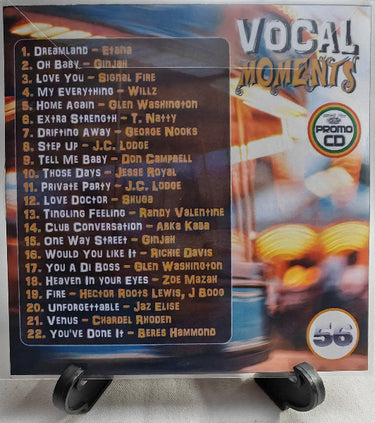 VOCAL
MOMENTS
1. Dreamland – Etana
2. Oh Baby – Ginjah
3. Love You – Signal Fire
4. My Everything – Willz
5. Home Again – Glen Washington
6. Extra Strength – T. Natty
7. Drifting Away – George Nooks
8. Step Up – J.C. Lodge
9. Tell Me Baby – Don Campbell
10. Those Days – Jesse Royal
11. Private Party – J.C. Lodge
12. Love Doctor – Shuga
13. Tingling Feeling – Randy Valentine
14. Club Conversation – Arka Kaba
15. One Way Street – Ginjah
16. Would You Like It – Richie Davis
17. You A Di Boss – Glen Washington
18. Heaven In Your Eyes – Zoe Mazah
19. Fire – Hector Roots Lewis, J Boog
20. Unforgettable – Jaz Elise
21. Venus – Chardel Rhoden
22. You've Done It – Beres Hammond
PROMO
CD
56